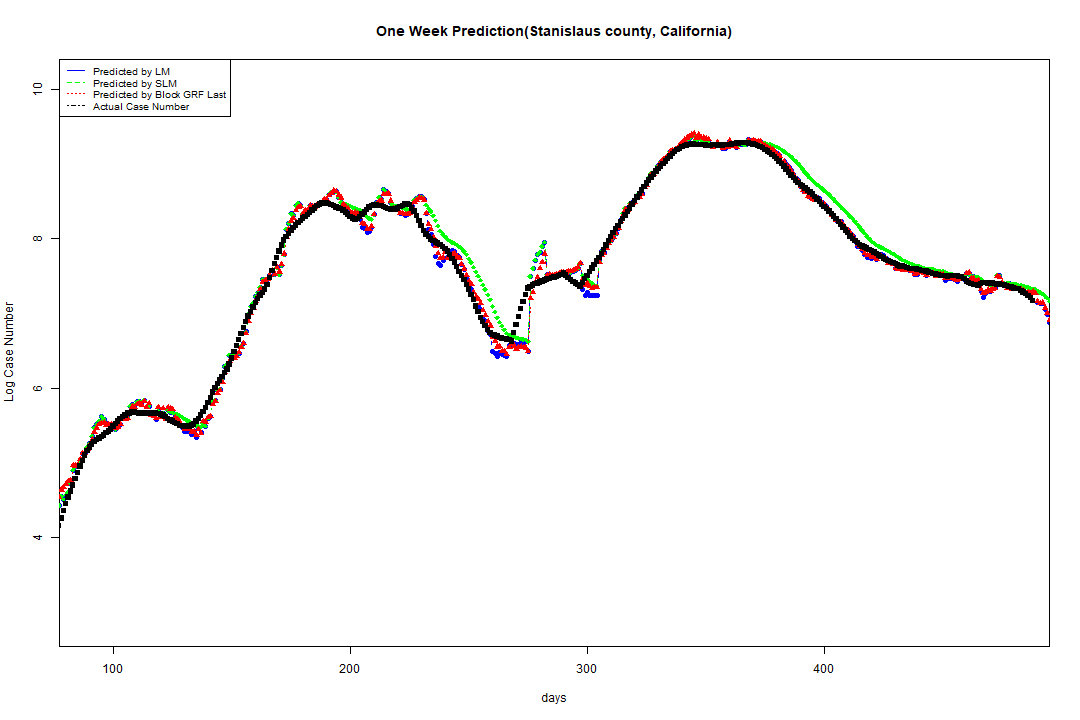 One Week Prediction(Stanislaus county, California)
Predicted by LM
Predicted by SLM
Predicted by Block GRF Last
Actual Case Number
10
8
6
4
Log Case Number
100 200 300 400
days